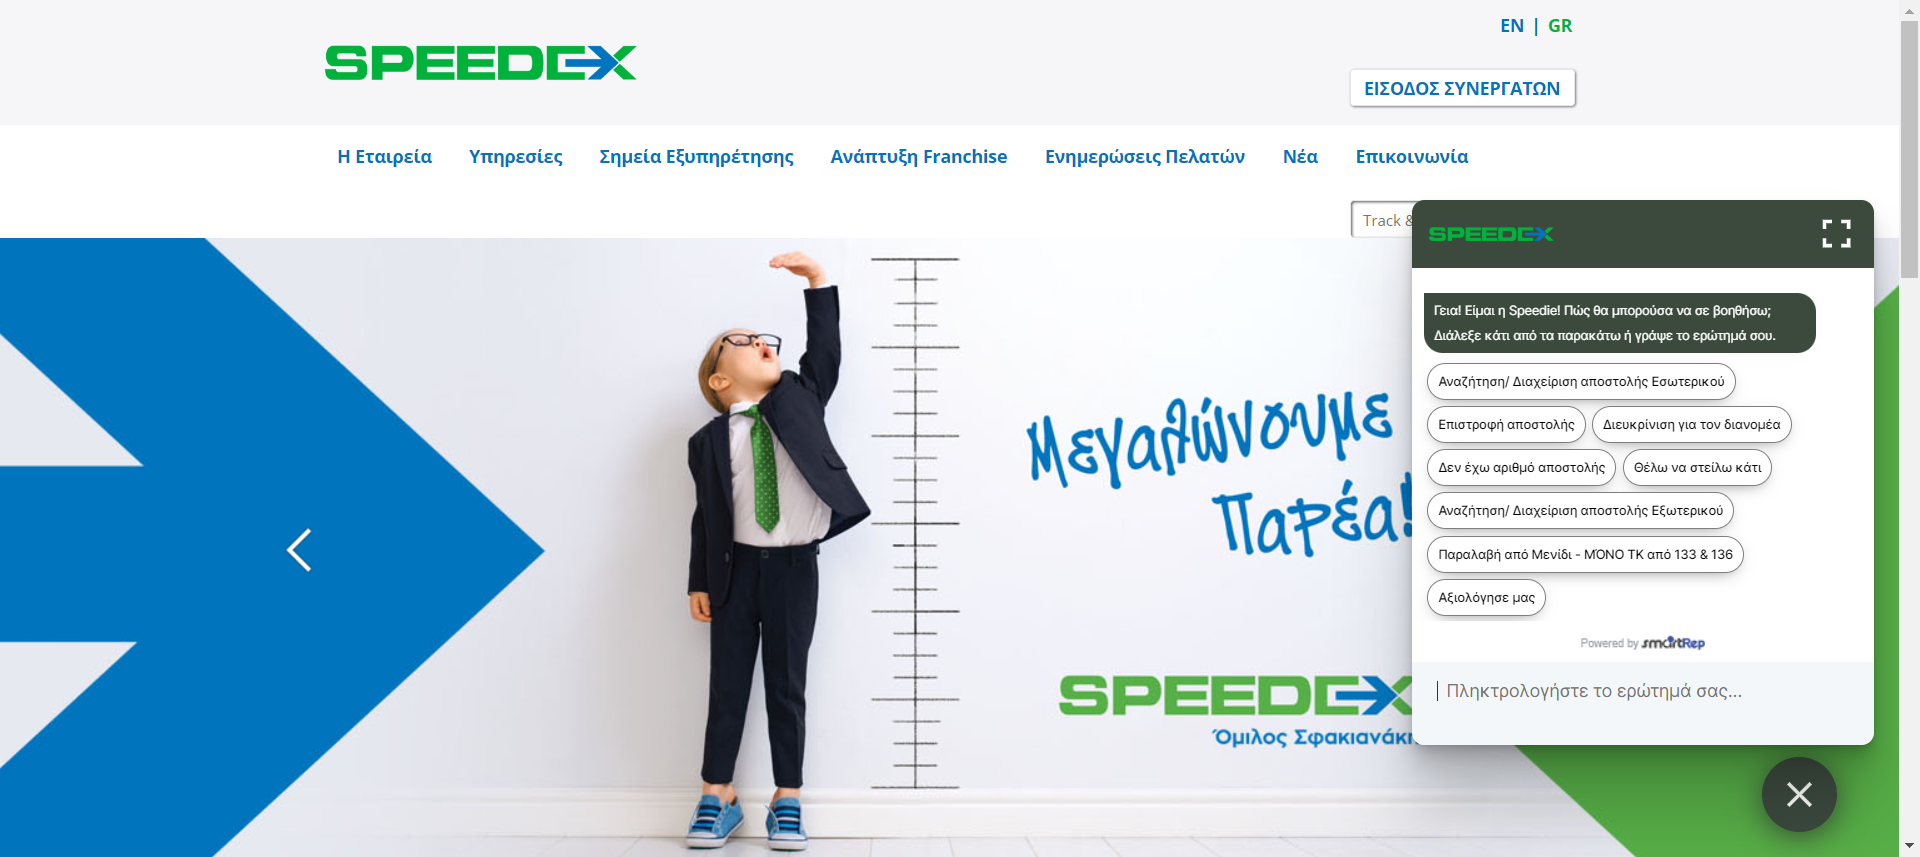 EN | GR
SPEEDEX
ΕΙΣΟΔΟΣ ΣΥΝΕΡΓΑΤΩΝ
Η Εταιρεία Υπηρεσίες Σημεία Εξυπηρέτησης Ανάπτυξη Franchise Ενημερώσεις Πελατών Νέα Επικοινωνία
Track &
Μεγαλώνουμε
Παρέα!
SPEEDEX
Όμιλος Σφακιανάκη
SPEEDEX
Γεια! Είμαι η Speedie! Πώς θα μπορούσα να σε βοηθήσω;
Διάλεξε κάτι από τα παρακάτω ή γράψε το ερώτημά σου.
Αναζήτηση/ Διαχείριση αποστολής Εσωτερικού
Επιστροφή αποστολής Διευκρίνιση για τον διανομέα
Δεν έχω αριθμό αποστολής Θέλω να στείλω κάτι
Αναζήτηση/ Διαχείριση αποστολής Εξωτερικού
Παραλαβή από Μενίδι - ΜΌΝΟ ΤΚ από 133 & 136
Αξιολόγησε μας
Powered by smartRep
Πληκτρολογήστε το ερώτημά σας...